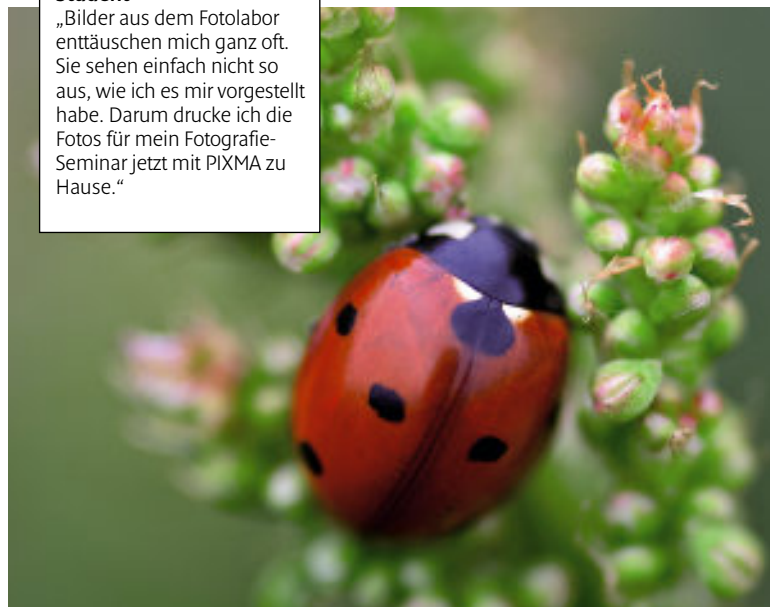 Student
„Bilder aus dem Fotolabor
enttäuschen mich ganz oft.
Sie sehen einfach nicht so
aus, wie ich es mir vorgestellt
habe. Darum drucke ich die
Fotos für mein Fotografie-
Seminar jetzt mit PIXMA zu
Hause.“